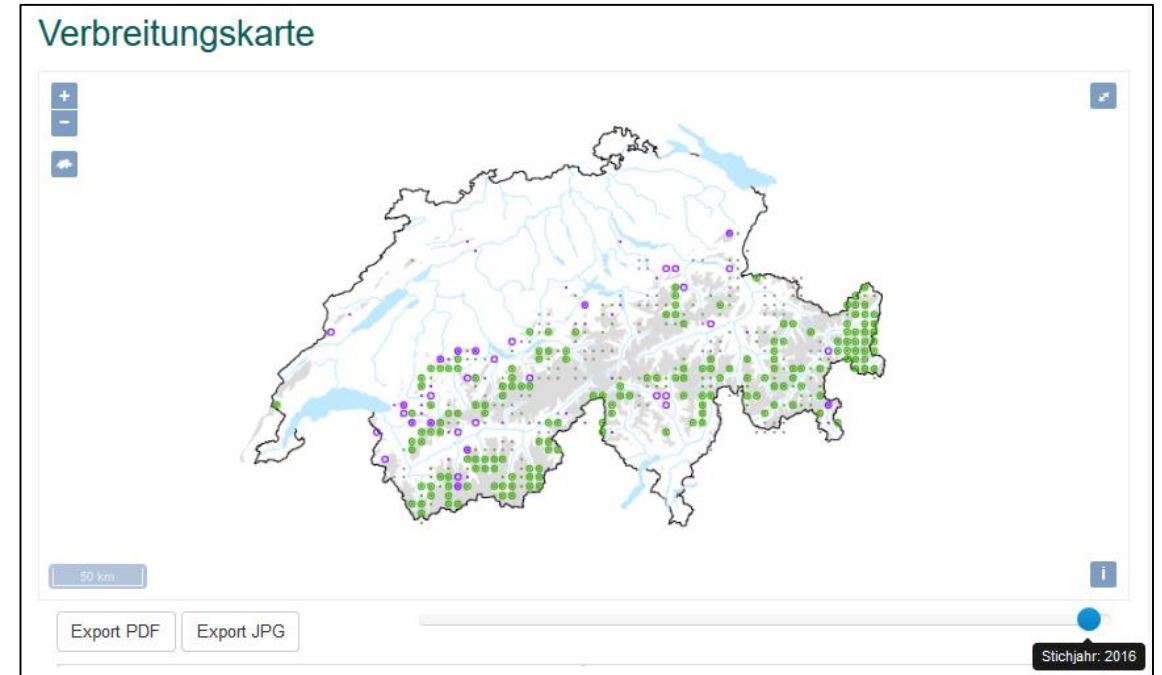 Verbreitungskarte
+
−
50 km
i
Export PDF Export JPG
Stichjahr: 2016